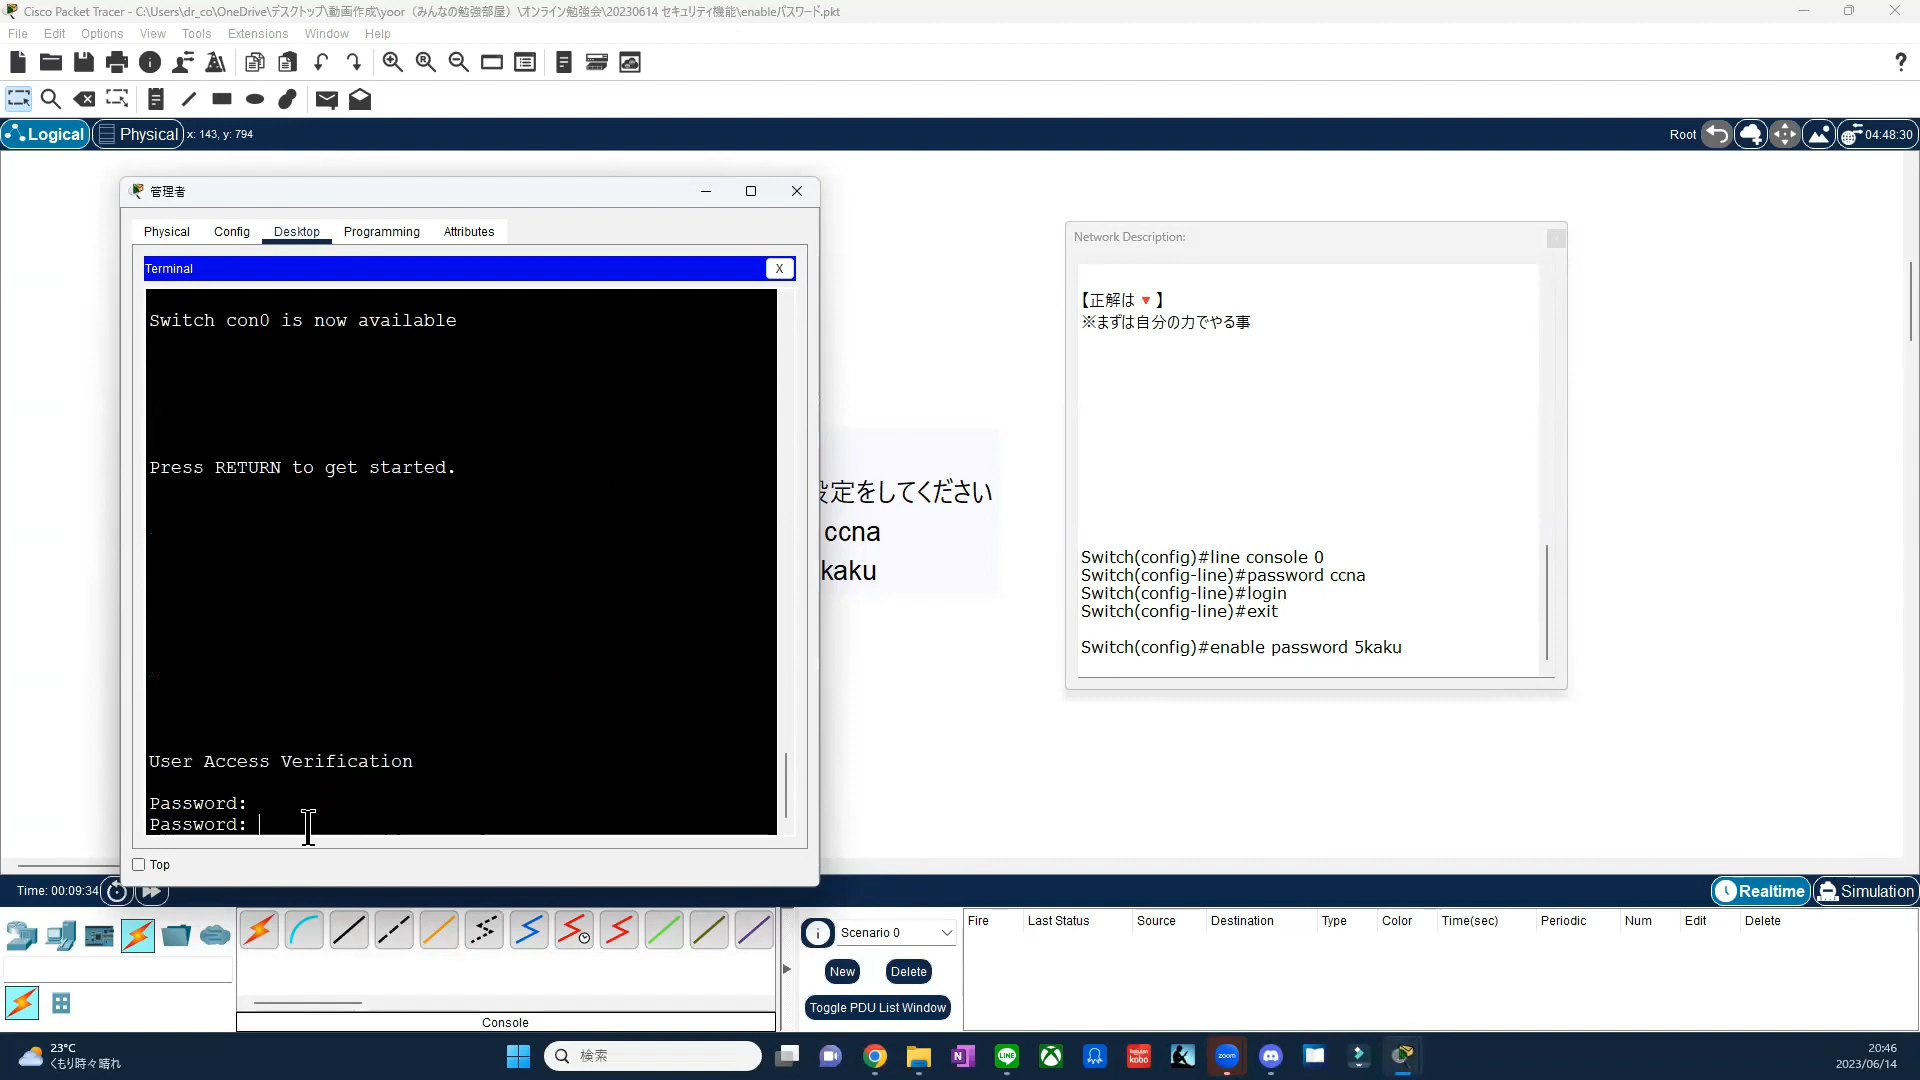 Cisco Packet Tracer - C:\Users\dr_co\OneDrive\デスクトップ\動画作成\yoor（みんなの勉強部屋）\オンライン勉強会\20230614 セキュリティ機能\enableパスワード.pkt
File Edit Options View Tools Extensions Window Help
?
Logical Physical x: 143, y: 794 Root 04:48:30
管理者
Physical Config Desktop Programming Attributes
Terminal X
Switch con0 is now available
Press RETURN to get started.
User Access Verification
Password:
Password:
Top
設定をしてください
ccna
kaku
Network Description:
【正解は🔻】
※まずは自分の力でやる事
Switch(config)#line console 0
Switch(config-line)#password ccna
Switch(config-line)#login
Switch(config-line)#exit
Switch(config)#enable password 5kaku
Time: 00:09:34 Realtime Simulation
Scenario 0
New Delete
Toggle PDU List Window
Fire Last Status Source Destination Type Color Time(sec) Periodic Num Edit Delete
Console
23°C
くもり時々晴れ
検索
N
LINE
Rakuten
kobo
zoom
20:46
2023/06/14